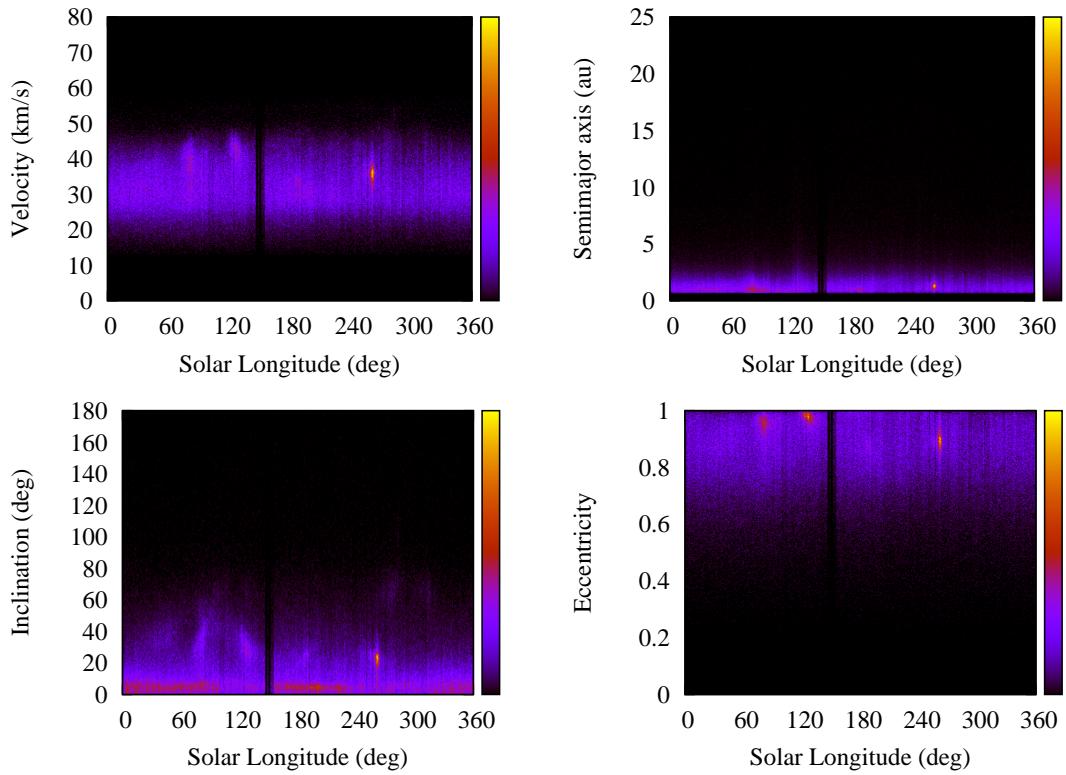 80
70
60
50
40
30
20
10
0
Velocity (km/s)
0 60 120 180 240 300 360
Solar Longitude (deg)
25
20
15
10
5
0
Semimajor axis (au)
0 60 120 180 240 300 360
Solar Longitude (deg)
180
160
140
120
100
80
60
40
20
0
Inclination (deg)
0 60 120 180 240 300 360
Solar Longitude (deg)
1
0.8
0.6
0.4
0.2
0
Eccentricity
0 60 120 180 240 300 360
Solar Longitude (deg)